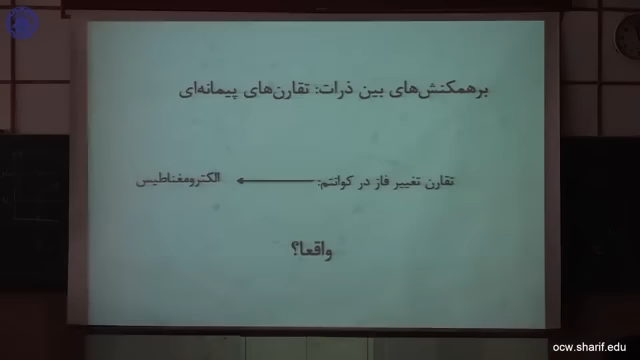 برهمکنش‌های بین ذرات: تقارن‌های پیمانه‌ای
تقارن تغییر فاز در کوانتم: ← الکترومغناطیس
واقعا؟
ocw.sharif.edu